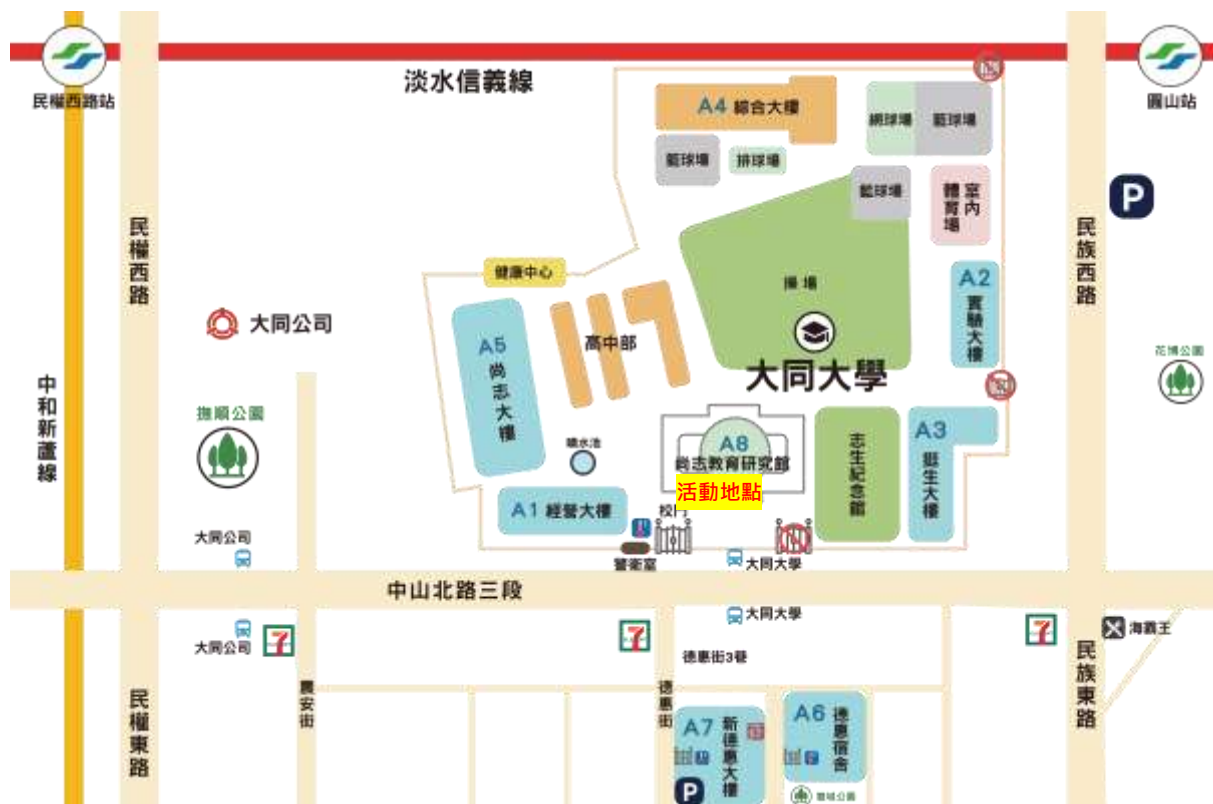 淡水信義線
民權西路站
圓山站
A4 綜合大樓
網球場
籃球場
籃球場
排球場
籃球場
室內體育場
P
民權西路
民族西路
健康中心
操場
A2
實驗大樓
大同公司
A5
尚志大樓
高中部
大同大學
花博公園
中和新蘆線
撫順公園
噴水池
A8
尚志教育研究館
活動地點
志生紀念館
A3
挺生大樓
A1 經營大樓
校門
大同公司
警衛室
大同大學
中山北路三段
大同大學
大同公司
7
7
7
海霸王
德惠街3巷
農安街
德惠街
民權東路
民族東路
A7
新德惠大樓
A6
德惠宿舍
P